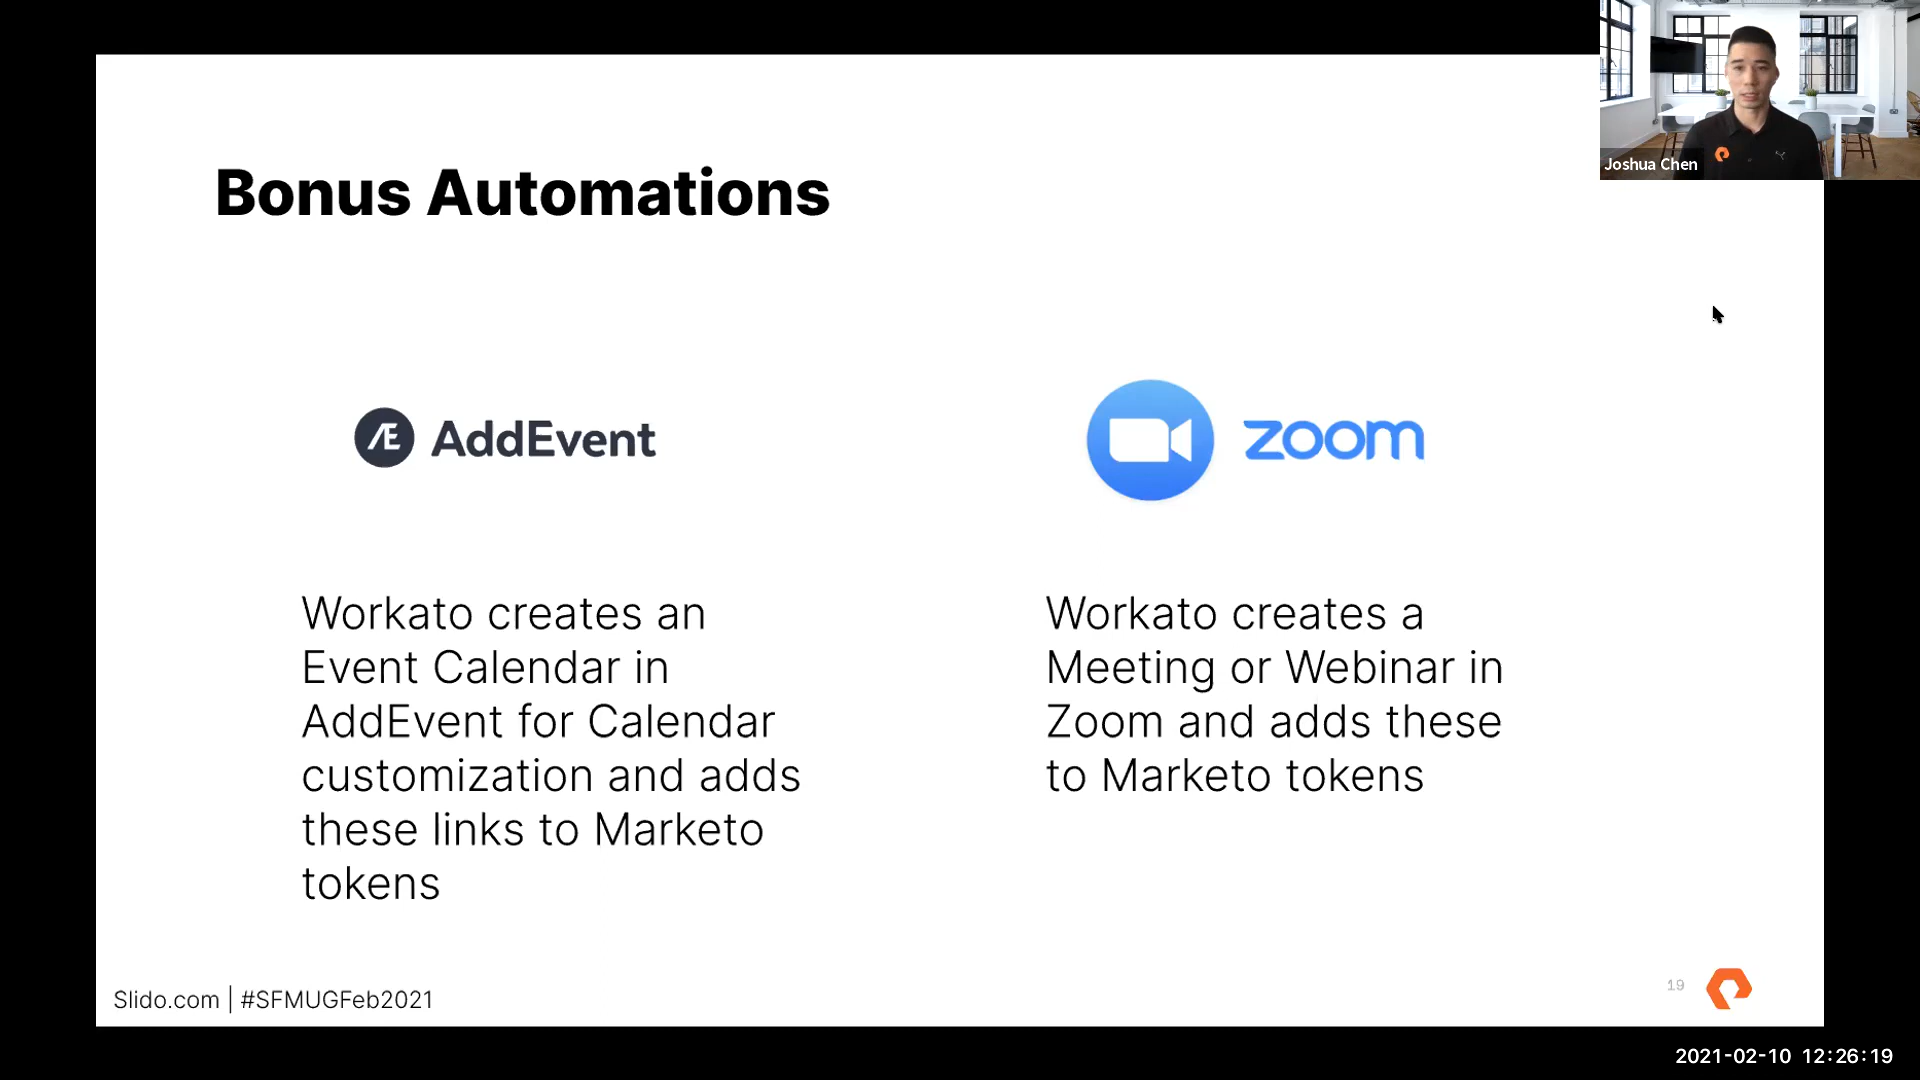 Joshua Chen
Bonus Automations
Æ AddEvent
zoom
Workato creates an
Event Calendar in
AddEvent for Calendar
customization and adds
these links to Marketo
tokens
Workato creates a
Meeting or Webinar in
Zoom and adds these
to Marketo tokens
Slido.com | #SFMUGFeb2021
19
2021-02-10 12:26:19